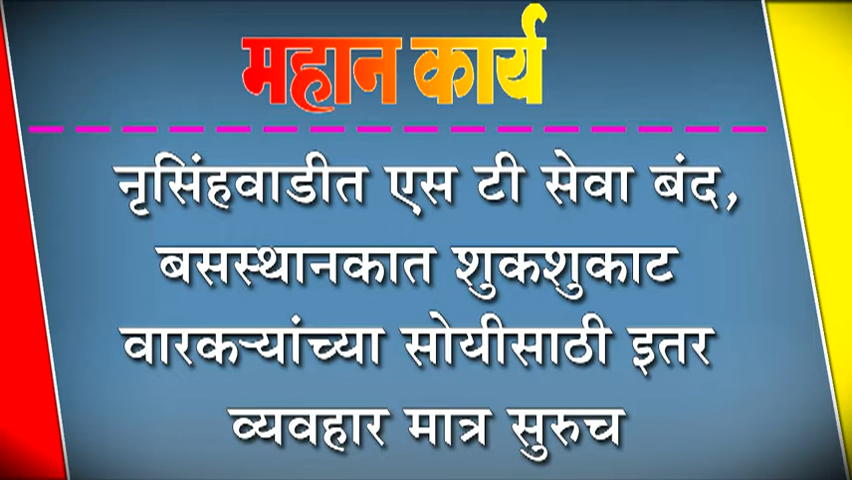 महान कार्य
नृसिंहवाडीत एस टी सेवा बंद,
बसस्थानकात शुकशुकाट
वारकऱ्यांच्या सोयीसाठी इतर
व्यवहार मात्र सुरुच